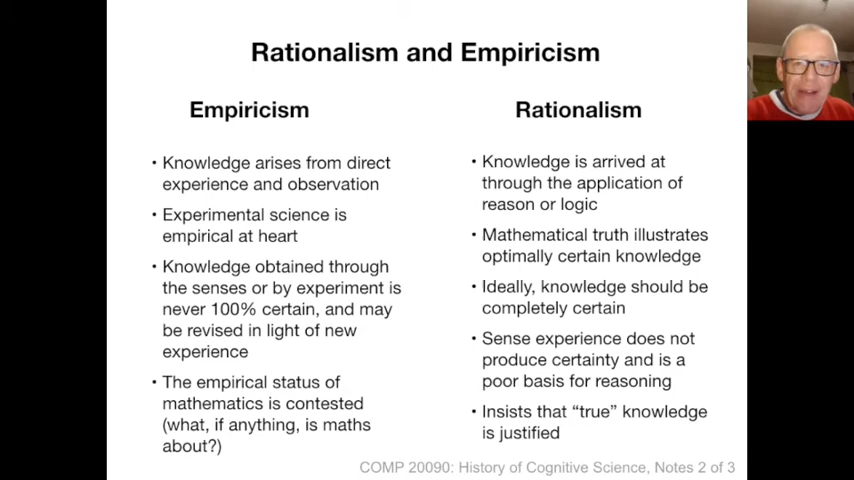 Rationalism and Empiricism
Empiricism
• Knowledge arises from direct
experience and observation
• Experimental science is
empirical at heart
• Knowledge obtained through
the senses or by experiment is
never 100% certain, and may
be revised in light of new
experience
• The empirical status of
mathematics is contested
(what, if anything, is maths
about?)
Rationalism
• Knowledge is arrived at
through the application of
reason or logic
• Mathematical truth illustrates
optimally certain knowledge
• Ideally, knowledge should be
completely certain
• Sense experience does not
produce certainty and is a
poor basis for reasoning
• Insists that “true” knowledge
is justified
COMP 20090: History of Cognitive Science, Notes 2 of 3